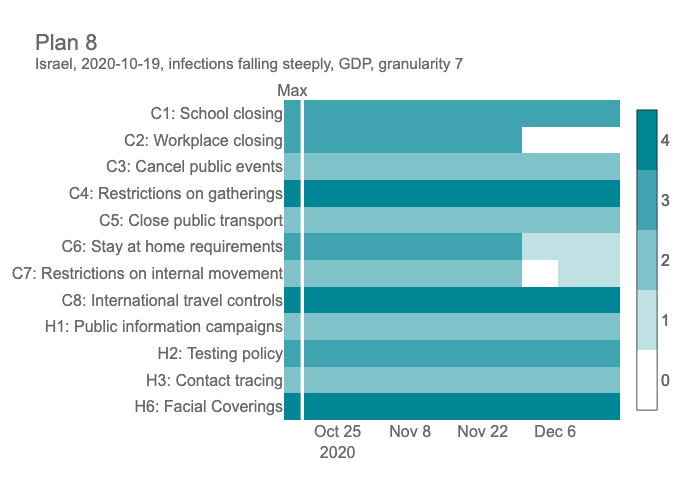 Plan 8
Israel, 2020-10-19, infections falling steeply, GDP, granularity 7
Max
C1: School closing
C2: Workplace closing
C3: Cancel public events
C4: Restrictions on gatherings
C5: Close public transport
C6: Stay at home requirements
C7: Restrictions on internal movement
C8: International travel controls
H1: Public information campaigns
H2: Testing policy
H3: Contact tracing
H6: Facial Coverings
4
3
2
1
0
Oct 25 Nov 8 Nov 22 Dec 6
2020